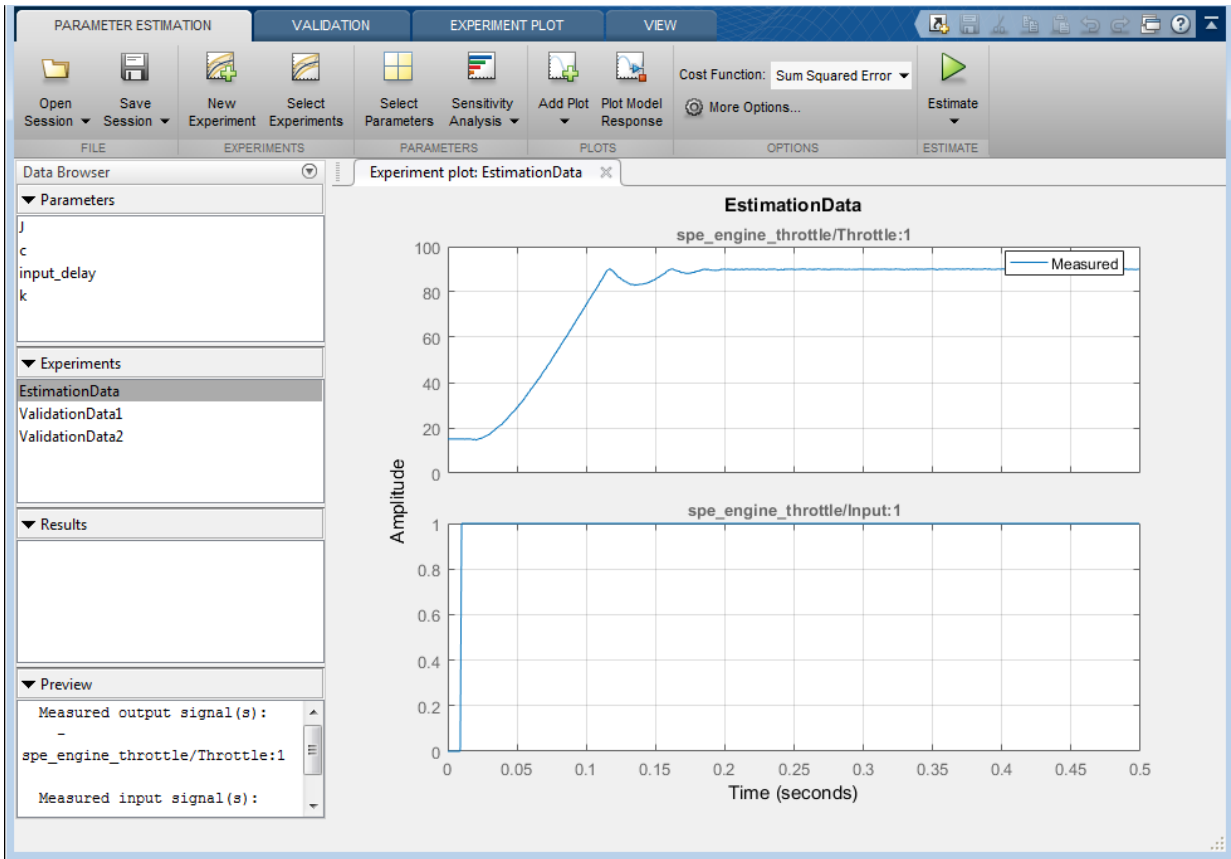 PARAMETER ESTIMATION
VALIDATION
EXPERIMENT PLOT
VIEW
Open Session
Save Session
New Experiment
Select Experiments
Select Parameters
Sensitivity Analysis
Add Plot
Plot Model Response
Cost Function: Sum Squared Error
More Options...
Estimate
FILE
EXPERIMENTS
PARAMETERS
PLOTS
OPTIONS
ESTIMATE
Data Browser
Parameters
J
c
input_delay
k
Experiments
EstimationData
ValidationData1
ValidationData2
Results
Preview
Measured output signal(s):
-
spe_engine_throttle/Throttle:1
Measured input signal(s):
Experiment plot: EstimationData
EstimationData
spe_engine_throttle/Throttle:1
100
80
60
40
20
0
Measured
Amplitude
spe_engine_throttle/Input:1
1
0.8
0.6
0.4
0.2
0
0 0.05 0.1 0.15 0.2 0.25 0.3 0.35 0.4 0.45 0.5
Time (seconds)